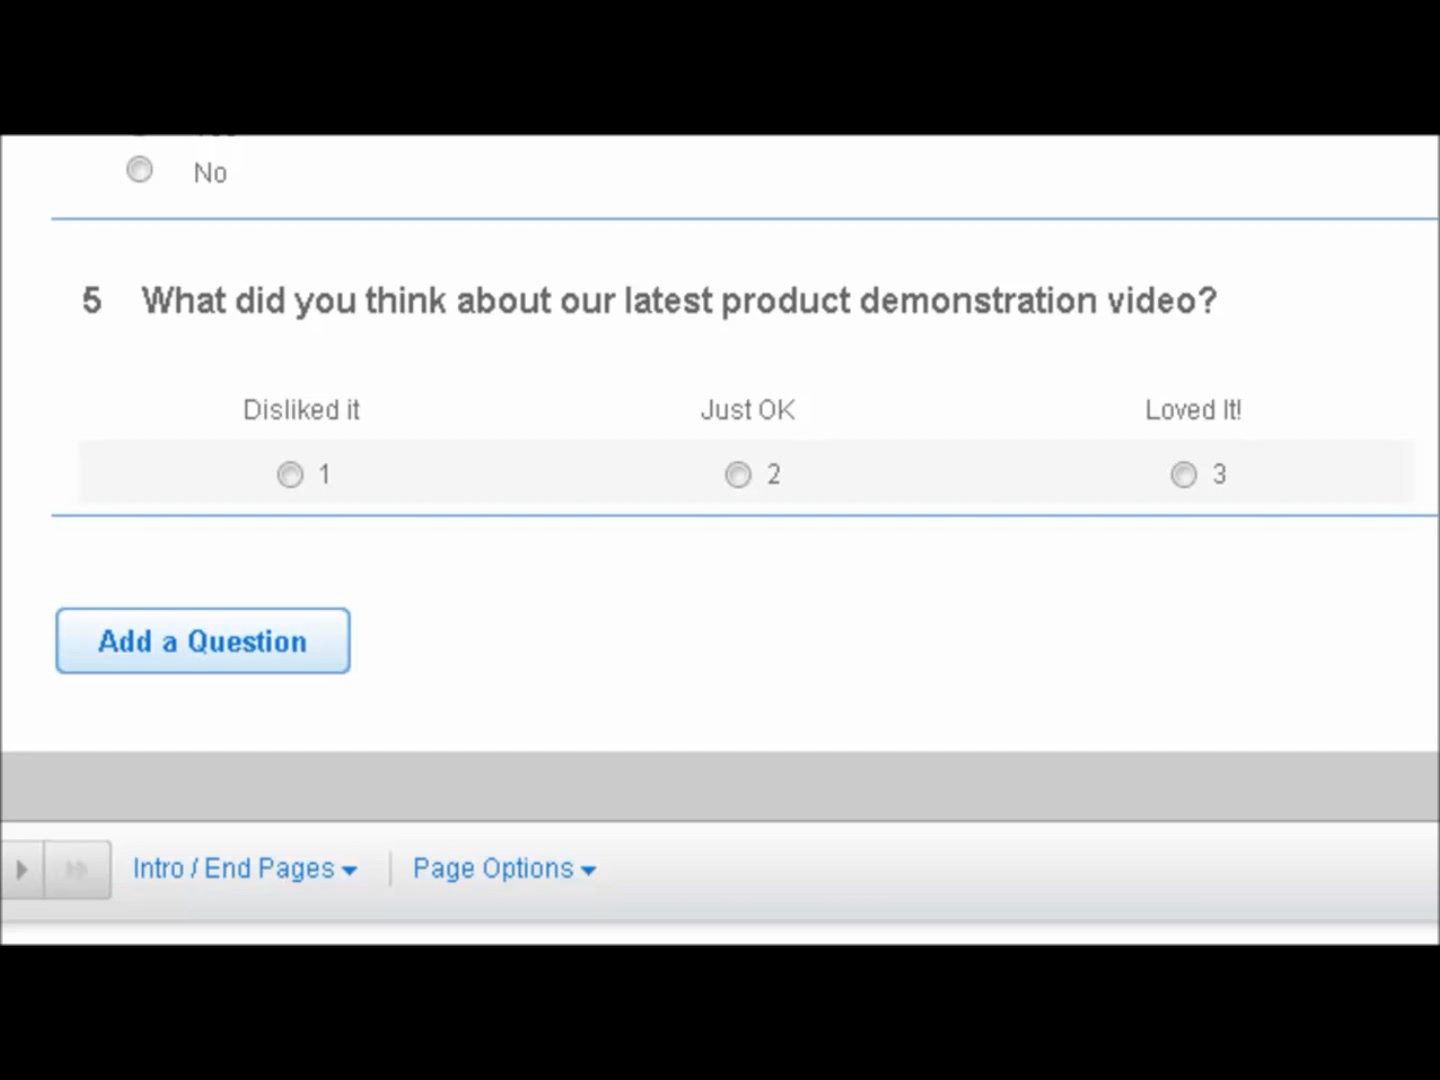 No
5 What did you think about our latest product demonstration video?
Disliked it Just OK Loved It!
1 2 3
Add a Question
Intro / End Pages Page Options